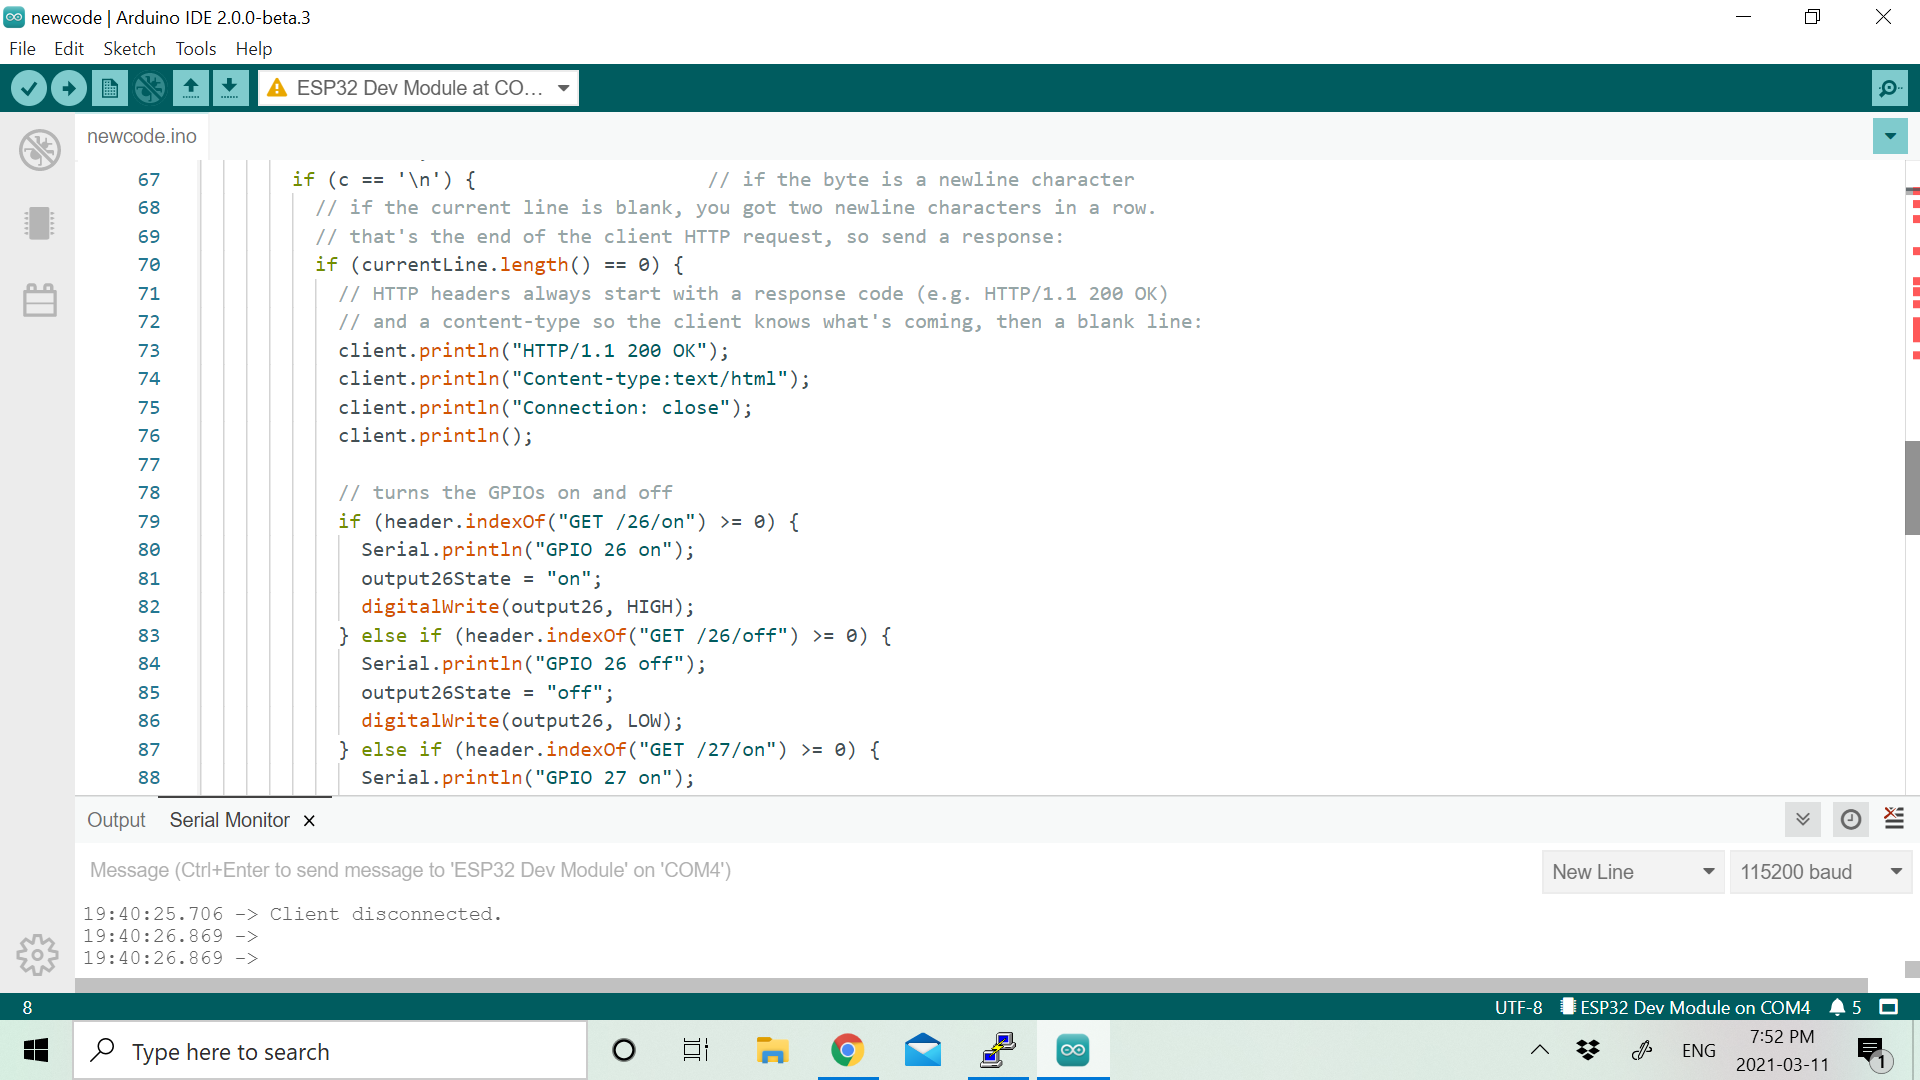 newcode | Arduino IDE 2.0.0-beta.3
File Edit Sketch Tools Help
ESP32 Dev Module at CO...
newcode.ino
67 if (c == '\n') { // if the byte is a newline character
68 // if the current line is blank, you got two newline characters in a row.
69 // that's the end of the client HTTP request, so send a response:
70 if (currentLine.length() == 0) {
71 // HTTP headers always start with a response code (e.g. HTTP/1.1 200 OK)
72 // and a content-type so the client knows what's coming, then a blank line:
73 client.println("HTTP/1.1 200 OK");
74 client.println("Content-type:text/html");
75 client.println("Connection: close");
76 client.println();
77
78 // turns the GPIOs on and off
79 if (header.indexOf("GET /26/on") >= 0) {
80 Serial.println("GPIO 26 on");
81 output26State = "on";
82 digitalWrite(output26, HIGH);
83 } else if (header.indexOf("GET /26/off") >= 0) {
84 Serial.println("GPIO 26 off");
85 output26State = "off";
86 digitalWrite(output26, LOW);
87 } else if (header.indexOf("GET /27/on") >= 0) {
88 Serial.println("GPIO 27 on");
Output Serial Monitor x
Message (Ctrl+Enter to send message to 'ESP32 Dev Module' on 'COM4')
New Line 115200 baud
19:40:25.706 -> Client disconnected.
19:40:26.869 ->
19:40:26.869 ->
8 UTF-8 ESP32 Dev Module on COM4 5
Type here to search
ENG
7:52 PM
2021-03-11
1